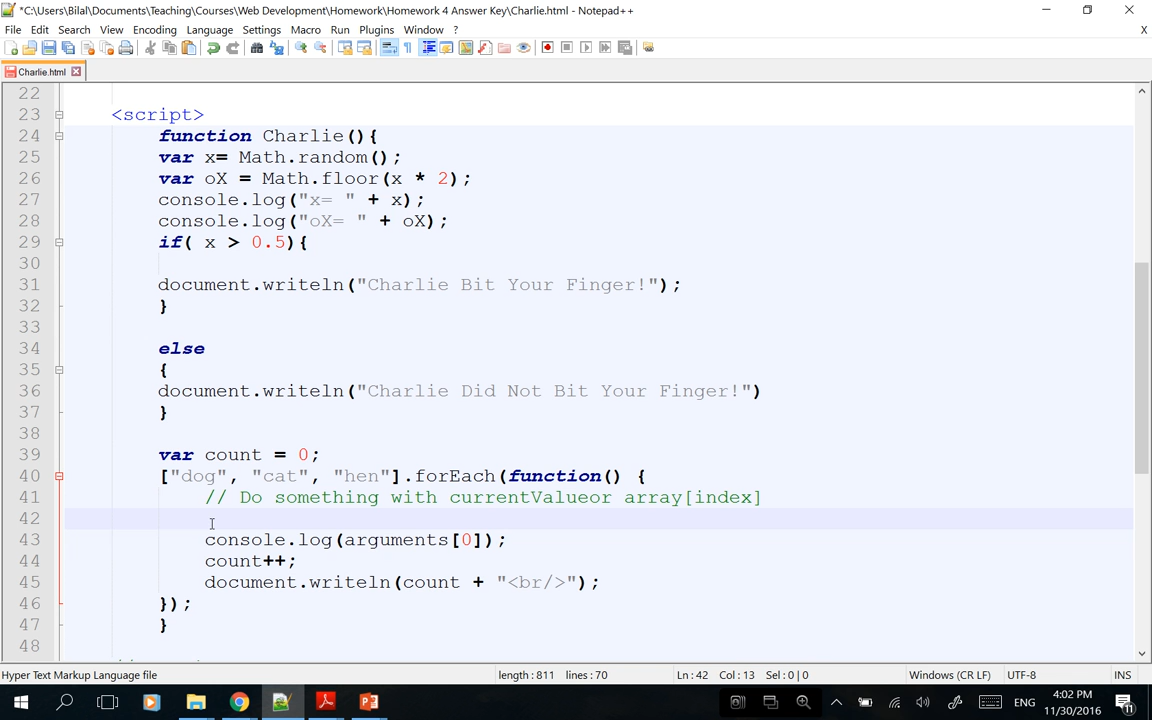 *C:\Users\Bilal\Documents\Teaching\Courses\Web Development\Homework\Homework 4 Answer Key\Charlie.html - Notepad++
File Edit Search View Encoding Language Settings Macro Run Plugins Window ? X
Charlie.html
22
23 <script>
24 function Charlie(){
25 var x= Math.random();
26 var oX = Math.floor(x * 2);
27 console.log("x= " + x);
28 console.log("oX= " + oX);
29 if( x > 0.5){
30
31 document.writeln("Charlie Bit Your Finger!");
32 }
33
34 else
35 {
36 document.writeln("Charlie Did Not Bit Your Finger!")
37 }
38
39 var count = 0;
40 ["dog", "cat", "hen"].forEach(function() {
41 // Do something with currentValueor array[index]
42
43 console.log(arguments[0]);
44 count++;
45 document.writeln(count + "<br/>");
46 });
47 }
48
Hyper Text Markup Language file length : 811 lines : 70 Ln : 42 Col : 13 Sel : 0 | 0 Windows (CR LF) UTF-8 INS
ENG 4:02 PM
11/30/2016